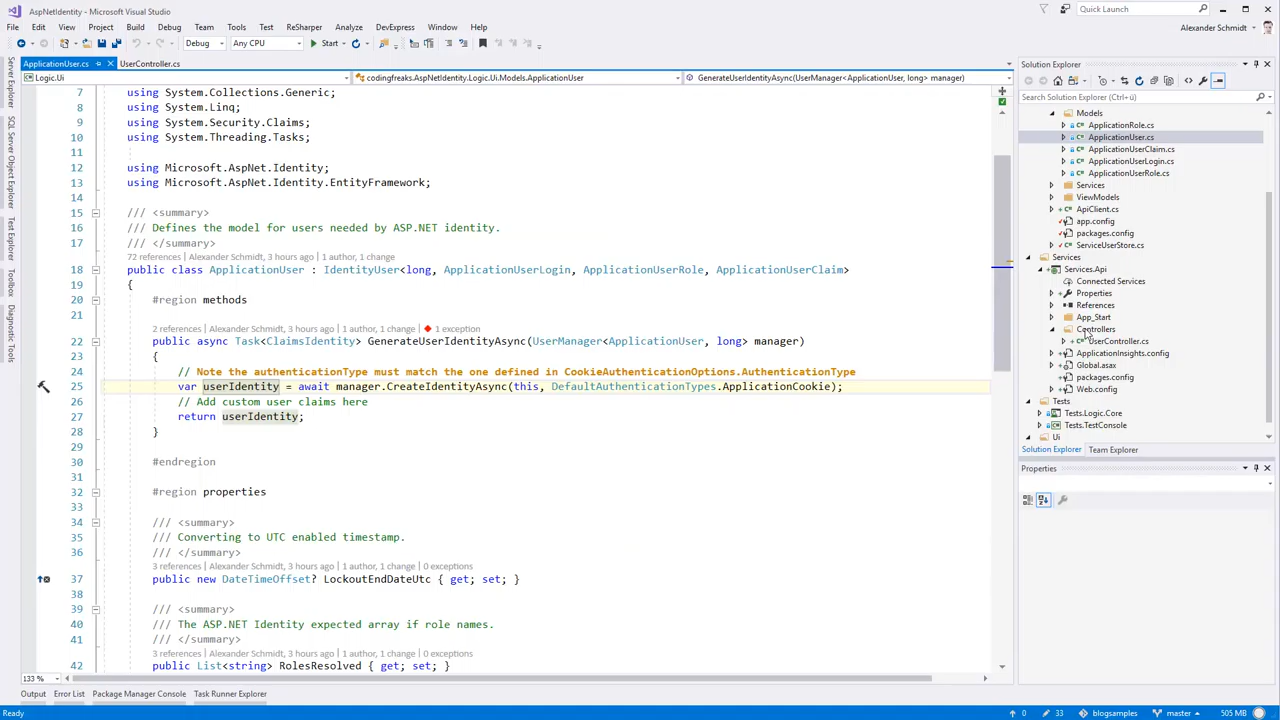 AspNetIdentity - Microsoft Visual Studio
Quick Launch
File Edit View Project Build Debug Team Tools Test ReSharper Analyze DevExpress Window Help
Alexander Schmidt
Debug Any CPU Start
ApplicationUser.cs UserController.cs
Logic.Ui codingfreaks.AspNetIdentity.Logic.Ui.Models.ApplicationUser GenerateUserIdentityAsync(UserManager<ApplicationUser, long> manager)
Server Explorer
SQL Server Object Explorer
Test Explorer
Toolbox
Diagnostic Tools
7 using System.Collections.Generic;
8 using System.Linq;
9 using System.Security.Claims;
10 using System.Threading.Tasks;
11
12 using Microsoft.AspNet.Identity;
13 using Microsoft.AspNet.Identity.EntityFramework;
14
15 /// <summary>
16 /// Defines the model for users needed by ASP.NET identity.
17 /// </summary>
72 references | Alexander Schmidt, 3 hours ago | 1 author, 1 change
18 public class ApplicationUser : IdentityUser<long, ApplicationUserLogin, ApplicationUserRole, ApplicationUserClaim>
19 {
20 #region methods
21
2 references | Alexander Schmidt, 3 hours ago | 1 author, 1 change | 1 exception
22 public async Task<ClaimsIdentity> GenerateUserIdentityAsync(UserManager<ApplicationUser, long> manager)
23 {
24 // Note the authenticationType must match the one defined in CookieAuthenticationOptions.AuthenticationType
25 var userIdentity = await manager.CreateIdentityAsync(this, DefaultAuthenticationTypes.ApplicationCookie);
26 // Add custom user claims here
27 return userIdentity;
28 }
29
30 #endregion
31
32 #region properties
33
34 /// <summary>
35 /// Converting to UTC enabled timestamp.
36 /// </summary>
3 references | Alexander Schmidt, 3 hours ago | 1 author, 1 change | 0 exceptions
37 public new DateTimeOffset? LockoutEndDateUtc { get; set; }
38
39 /// <summary>
40 /// The ASP.NET Identity expected array if role names.
41 /// </summary>
3 references | Alexander Schmidt, 3 hours ago | 1 author, 1 change | 0 exceptions
42 public List<string> RolesResolved { get; set; }
133 %
Solution Explorer
Search Solution Explorer (Ctrl+ü)
Models
ApplicationRole.cs
ApplicationUser.cs
ApplicationUserClaim.cs
ApplicationUserLogin.cs
ApplicationUserRole.cs
Services
ViewModels
ApiClient.cs
app.config
packages.config
ServiceUserStore.cs
Services
Services.Api
Connected Services
Properties
References
App_Start
Controllers
UserController.cs
ApplicationInsights.config
Global.asax
packages.config
Web.config
Tests
Tests.Logic.Core
Tests.TestConsole
Ui
Solution Explorer Team Explorer
Properties
Output Error List Package Manager Console Task Runner Explorer
Ready 0 33 blogsamples master 505 MB